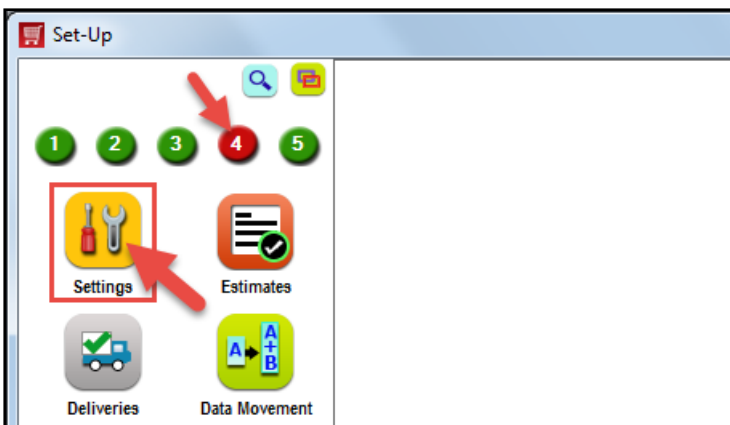 Set-Up
1 2 3 4 5
Settings Estimates
A A+B
Deliveries Data Movement